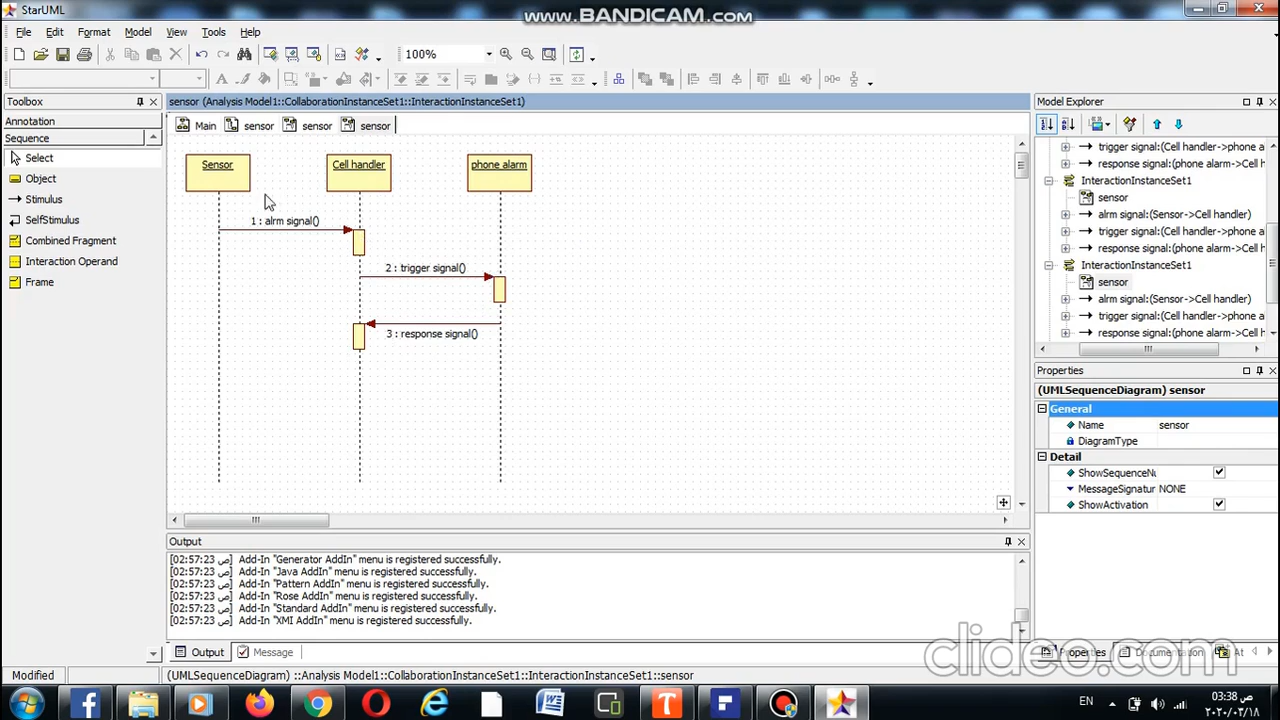 StarUML
www.BANDICAM.com
File Edit Format Model View Tools Help
100%
Toolbox
Annotation
Sequence
Select
Object
Stimulus
SelfStimulus
Combined Fragment
Interaction Operand
Frame
sensor (Analysis Model1::CollaborationInstanceSet1::InteractionInstanceSet1)
Main sensor sensor sensor
Sensor Cell handler phone alarm
1 : alrm signal()
2 : trigger signal()
3 : response signal()
Model Explorer
trigger signal:(Cell handler->phone a
response signal:(phone alarm->Cell h
InteractionInstanceSet1
sensor
alrm signal:(Sensor->Cell handler)
trigger signal:(Cell handler->phone a
response signal:(phone alarm->Cell h
InteractionInstanceSet1
sensor
alrm signal:(Sensor->Cell handler)
trigger signal:(Cell handler->phone a
response signal:(phone alarm->Cell h
Properties
(UMLSequenceDiagram) sensor
General
Name sensor
DiagramType
Detail
ShowSequenceNu
MessageSignatur NONE
ShowActivation
Output
[02:57:23 ص] Add-In "Generator AddIn" menu is registered successfully.
[02:57:23 ص] Add-In "Java AddIn" menu is registered successfully.
[02:57:23 ص] Add-In "Pattern AddIn" menu is registered successfully.
[02:57:23 ص] Add-In "Rose AddIn" menu is registered successfully.
[02:57:23 ص] Add-In "Standard AddIn" menu is registered successfully.
[02:57:23 ص] Add-In "XMI AddIn" menu is registered successfully.
Output Message
Properties Documentation At
clideo.com
Modified
(UMLSequenceDiagram) ::Analysis Model1::CollaborationInstanceSet1::InteractionInstanceSet1::sensor
EN
03:38 ص
٢٠٢٠/٠٣/١٨